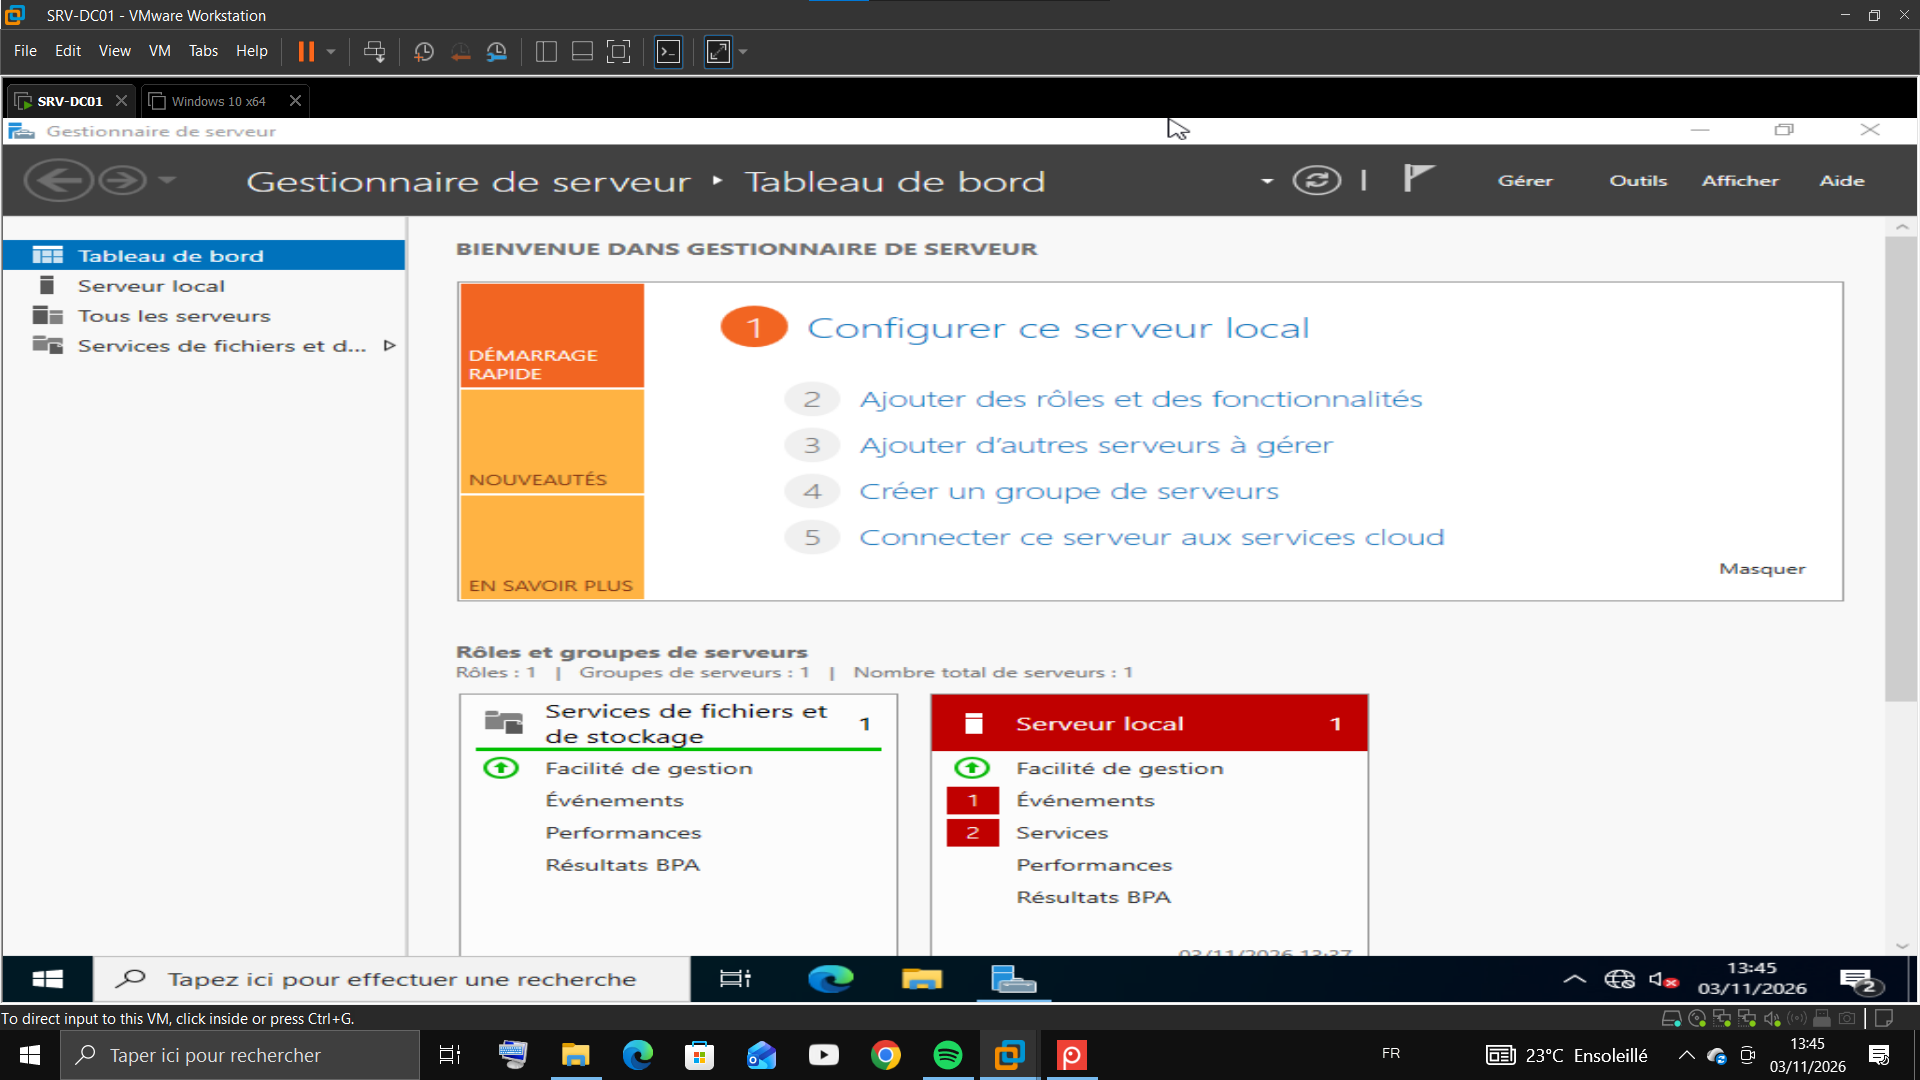 SRV-DC01 - VMware Workstation
File Edit View VM Tabs Help
SRV-DC01 Windows 10 x64
Gestionnaire de serveur
Gestionnaire de serveur Tableau de bord Gérer Outils Afficher Aide
Tableau de bord
Serveur local
Tous les serveurs
Services de fichiers et d...
BIENVENUE DANS GESTIONNAIRE DE SERVEUR
DÉMARRAGE
RAPIDE
NOUVEAUTÉS
EN SAVOIR PLUS
1 Configurer ce serveur local
2 Ajouter des rôles et des fonctionnalités
3 Ajouter d'autres serveurs à gérer
4 Créer un groupe de serveurs
5 Connecter ce serveur aux services cloud
Masquer
Rôles et groupes de serveurs
Rôles : 1 | Groupes de serveurs : 1 | Nombre total de serveurs : 1
Services de fichiers et
de stockage 1
Facilité de gestion
Événements
Performances
Résultats BPA
Serveur local 1
Facilité de gestion
1 Événements
2 Services
Performances
Résultats BPA
03/11/2026 13:37
Tapez ici pour effectuer une recherche
13:45
03/11/2026
2
To direct input to this VM, click inside or press Ctrl+G.
Taper ici pour rechercher
FR
23°C Ensoleillé
13:45
03/11/2026